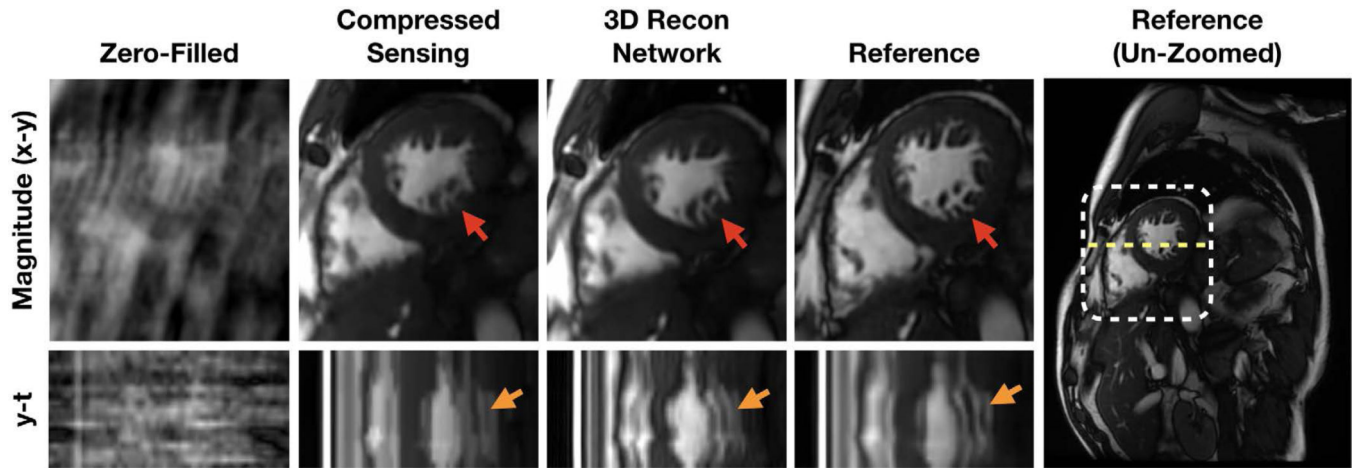 Zero-Filled
Compressed
Sensing
3D Recon
Network
Reference
Reference
(Un-Zoomed)
Magnitude (x-y)
y-t